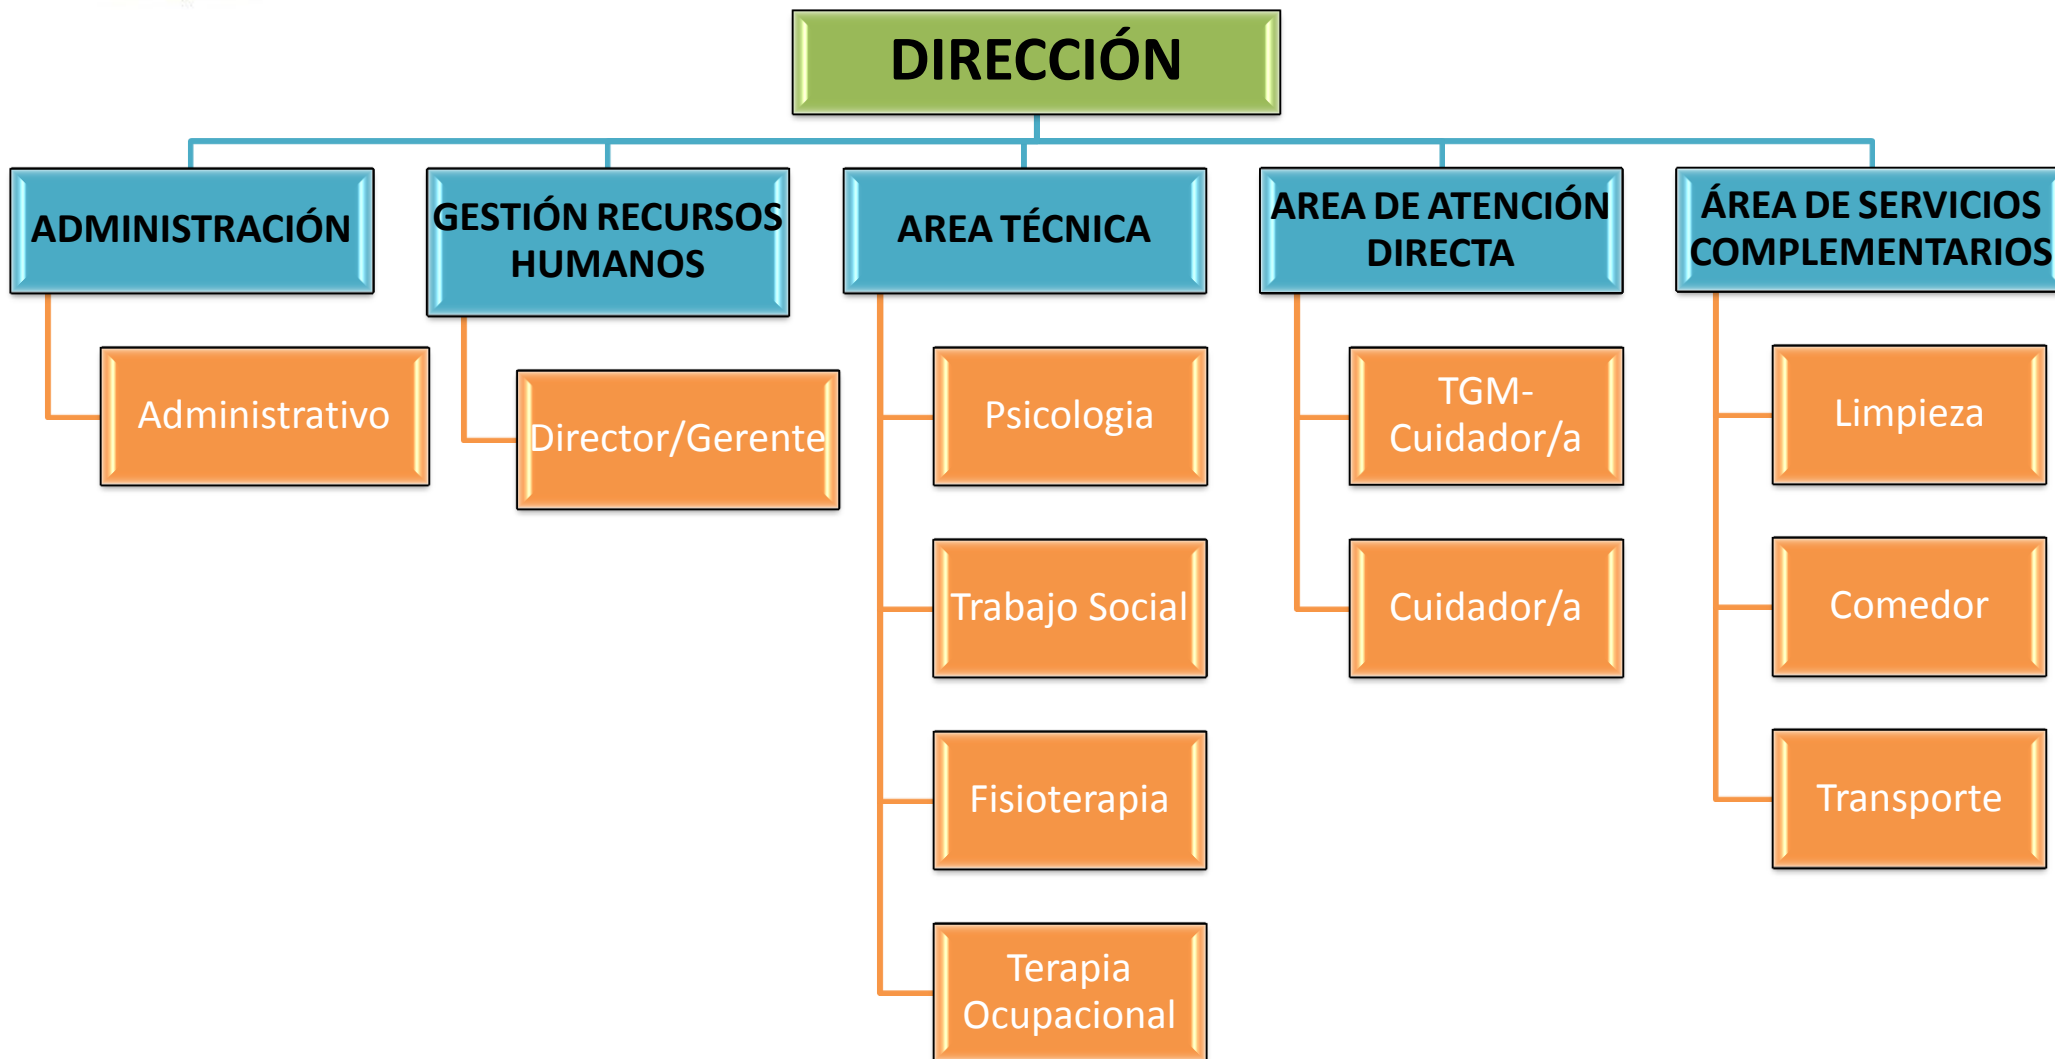 DIRECCIÓN
ADMINISTRACIÓN
GESTIÓN RECURSOS
HUMANOS
AREA TÉCNICA
AREA DE ATENCIÓN
DIRECTA
ÁREA DE SERVICIOS
COMPLEMENTARIOS
Administrativo
Director/Gerente
Psicologia
Trabajo Social
Fisioterapia
Terapia
Ocupacional
TGM-
Cuidador/a
Cuidador/a
Limpieza
Comedor
Transporte